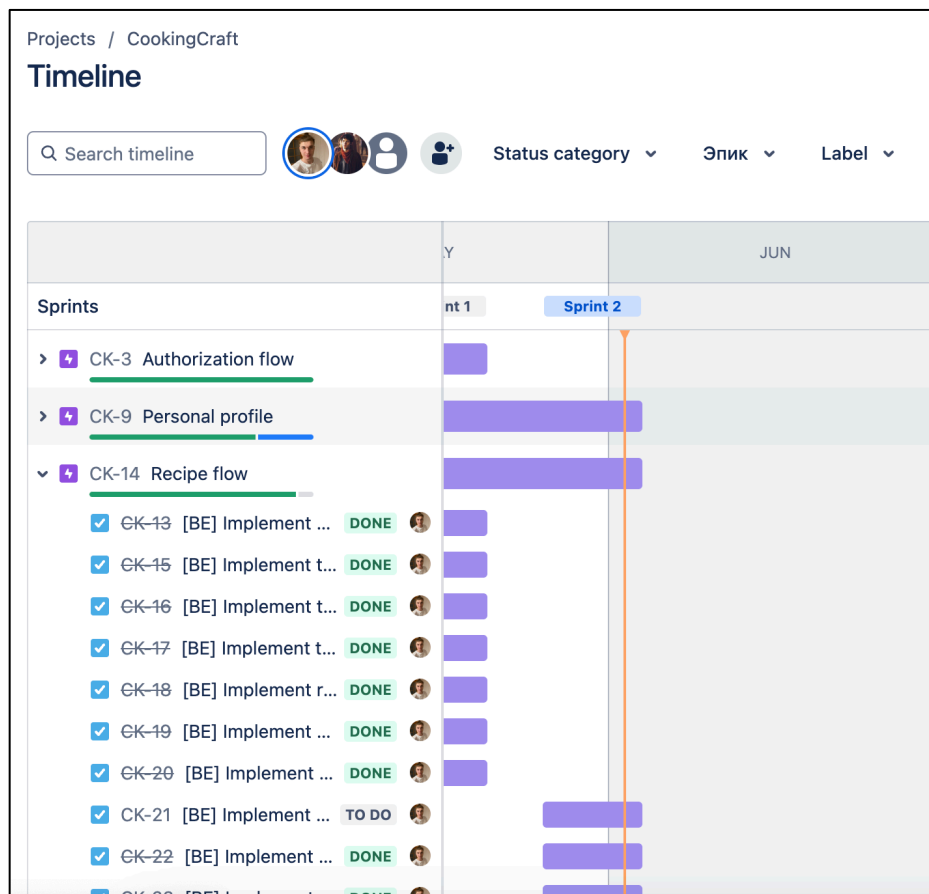 Projects / CookingCraft
Timeline
Search timeline
Status category
Эпик
Label
JUN
Sprints
nt 1
Sprint 2
CK-3 Authorization flow
CK-9 Personal profile
CK-14 Recipe flow
CK-13 [BE] Implement ... DONE
CK-15 [BE] Implement t... DONE
CK-16 [BE] Implement t... DONE
CK-17 [BE] Implement t... DONE
CK-18 [BE] Implement r... DONE
CK-19 [BE] Implement ... DONE
CK-20 [BE] Implement ... DONE
CK-21 [BE] Implement ... TO DO
CK-22 [BE] Implement ... DONE